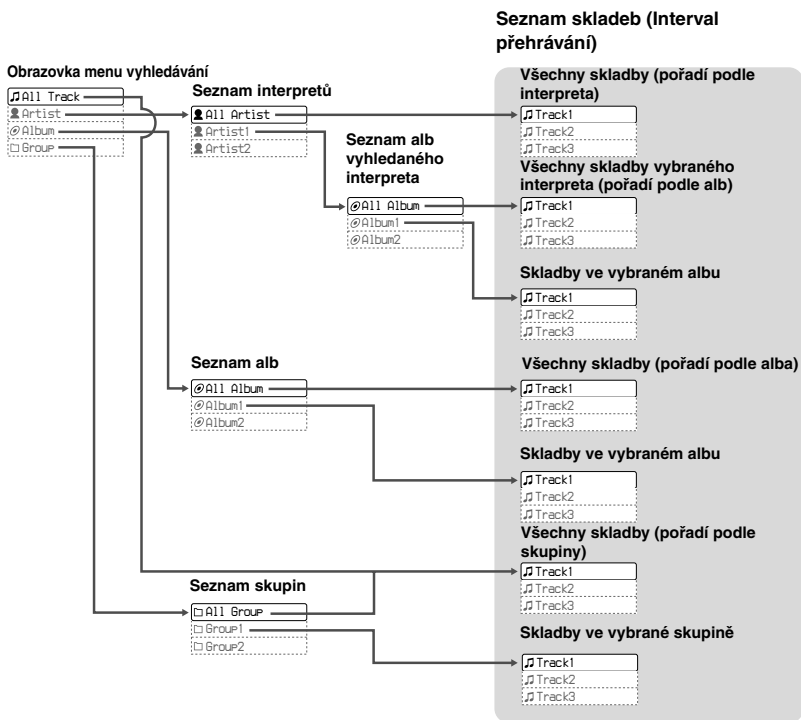 Seznam skladeb (Interval
přehrávání)
Obrazovka menu vyhledávání
All Track
Artist
Album
Group
Seznam interpretů
All Artist
Artist1
Artist2
Seznam alb
vyhledaného
interpreta
All Album
Album1
Album2
Všechny skladby (pořadí podle
interpreta)
Track1
Track2
Track3
Všechny skladby vybraného
interpreta (pořadí podle alb)
Track1
Track2
Track3
Skladby ve vybraném albu
Track1
Track2
Track3
Seznam alb
All Album
Album1
Album2
Všechny skladby (pořadí podle alba)
Track1
Track2
Track3
Skladby ve vybraném albu
Track1
Track2
Track3
Všechny skladby (pořadí podle
skupiny)
Track1
Track2
Track3
Seznam skupin
All Group
Group1
Group2
Skladby ve vybrané skupině
Track1
Track2
Track3